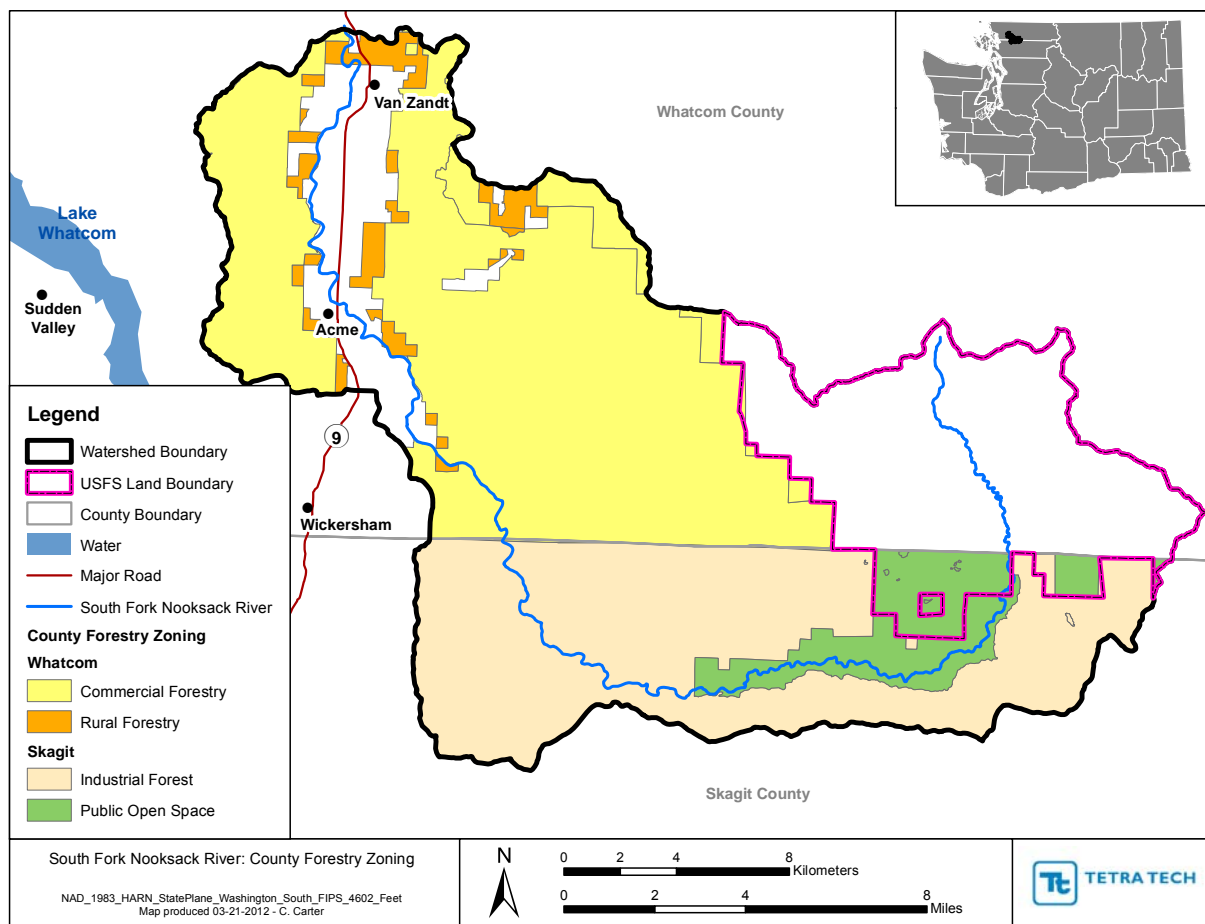 Whatcom County
Van Zandt
Lake
Whatcom
Sudden
Valley
Acme
9
Wickersham
Skagit County
Legend
Watershed Boundary
USFS Land Boundary
County Boundary
Water
Major Road
South Fork Nooksack River
County Forestry Zoning
Whatcom
Commercial Forestry
Rural Forestry
Skagit
Industrial Forest
Public Open Space
South Fork Nooksack River: County Forestry Zoning
NAD_1983_HARN_StatePlane_Washington_South_FIPS_4602_Feet
Map produced 03-21-2012 - C. Carter
N
0 2 4 8
Kilometers
0 2 4 8
Miles
Tt TETRA TECH